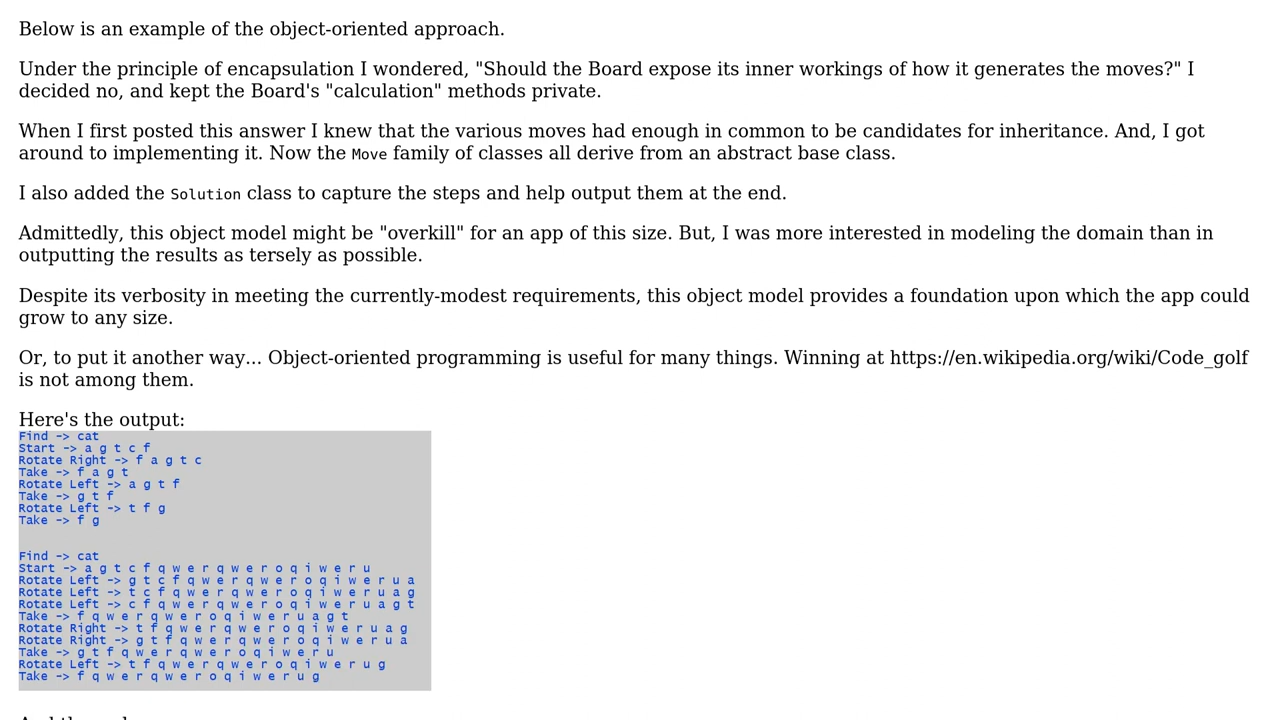 Below is an example of the object-oriented approach.
Under the principle of encapsulation I wondered, "Should the Board expose its inner workings of how it generates the moves?" I
decided no, and kept the Board's "calculation" methods private.
When I first posted this answer I knew that the various moves had enough in common to be candidates for inheritance. And, I got
around to implementing it. Now the Move family of classes all derive from an abstract base class.
I also added the Solution class to capture the steps and help output them at the end.
Admittedly, this object model might be "overkill" for an app of this size. But, I was more interested in modeling the domain than in
outputting the results as tersely as possible.
Despite its verbosity in meeting the currently-modest requirements, this object model provides a foundation upon which the app could
grow to any size.
Or, to put it another way... Object-oriented programming is useful for many things. Winning at https://en.wikipedia.org/wiki/Code_golf
is not among them.
Here's the output:
Find -> cat
Start -> a g t c f
Rotate Right -> f a g t c
Take -> f a g t
Rotate Left -> a g t f
Take -> g t f
Rotate Left -> t f g
Take -> f g
Find -> cat
Start -> a g t c f q w e r q w e r o q i w e r u
Rotate Left -> g t c f q w e r q w e r o q i w e r u a
Rotate Left -> t c f q w e r q w e r o q i w e r u a g
Rotate Left -> c f q w e r q w e r o q i w e r u a g t
Take -> f q w e r q w e r o q i w e r u a g t
Rotate Right -> t f q w e r q w e r o q i w e r u a g
Rotate Right -> g t f q w e r q w e r o q i w e r u a
Take -> g t f q w e r q w e r o q i w e r u
Rotate Left -> t f q w e r q w e r o q i w e r u g
Take -> f q w e r q w e r o q i w e r u g